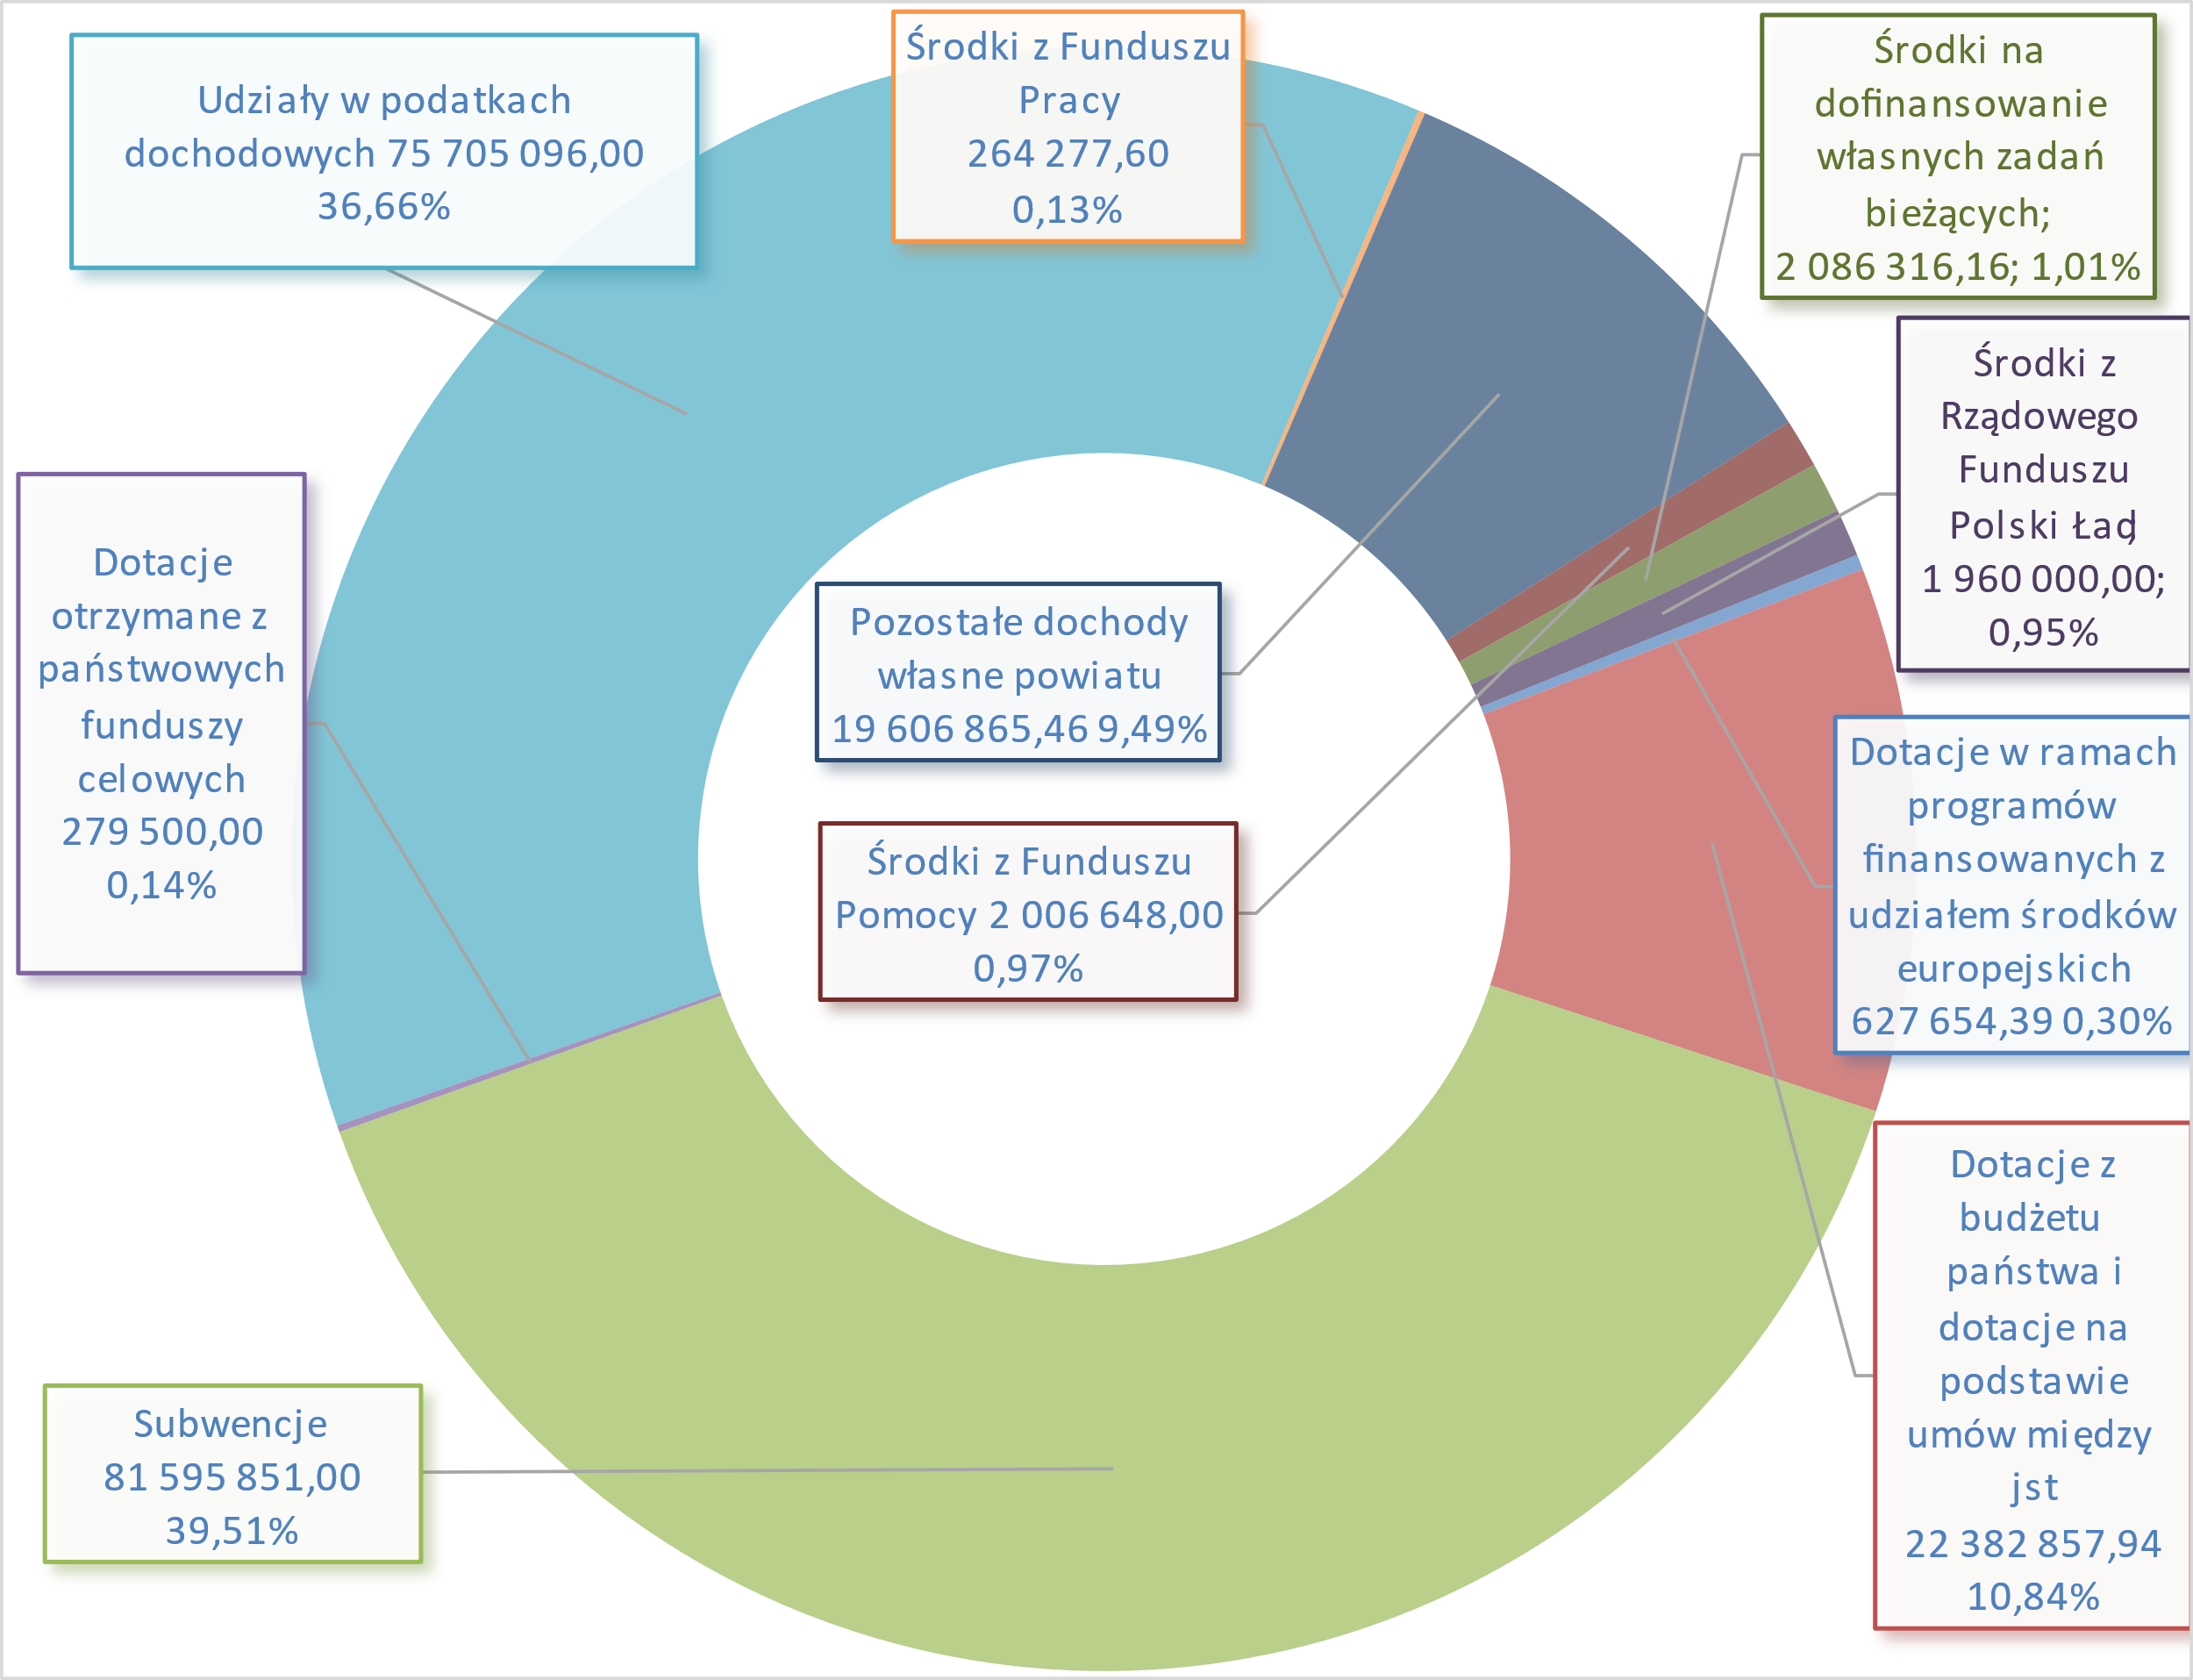 Udziały w podatkach
dochodowych 75 705 096,00
36,66%
Środki z Funduszu
Pracy
264 277,60
0,13%
Środki na
dofinansowanie
własnych zadań
bieżących;
2 086 316,16; 1,01%
Środki z
Rządowego
Funduszu
Polski Ład;
1 960 000,00;
0,95%
Dotacje
otrzymane z
państwowych
funduszy
celowych
279 500,00
0,14%
Pozostałe dochody
własne powiatu
19 606 865,46 9,49%
Środki z Funduszu
Pomocy 2 006 648,00
0,97%
Dotacje w ramach
programów
finansowanych z
udziałem środków
europejskich
627 654,39 0,30%
Dotacje z
budżetu
państwa i
dotacje na
podstawie
umów między
jst
22 382 857,94
10,84%
Subwencje
81 595 851,00
39,51%